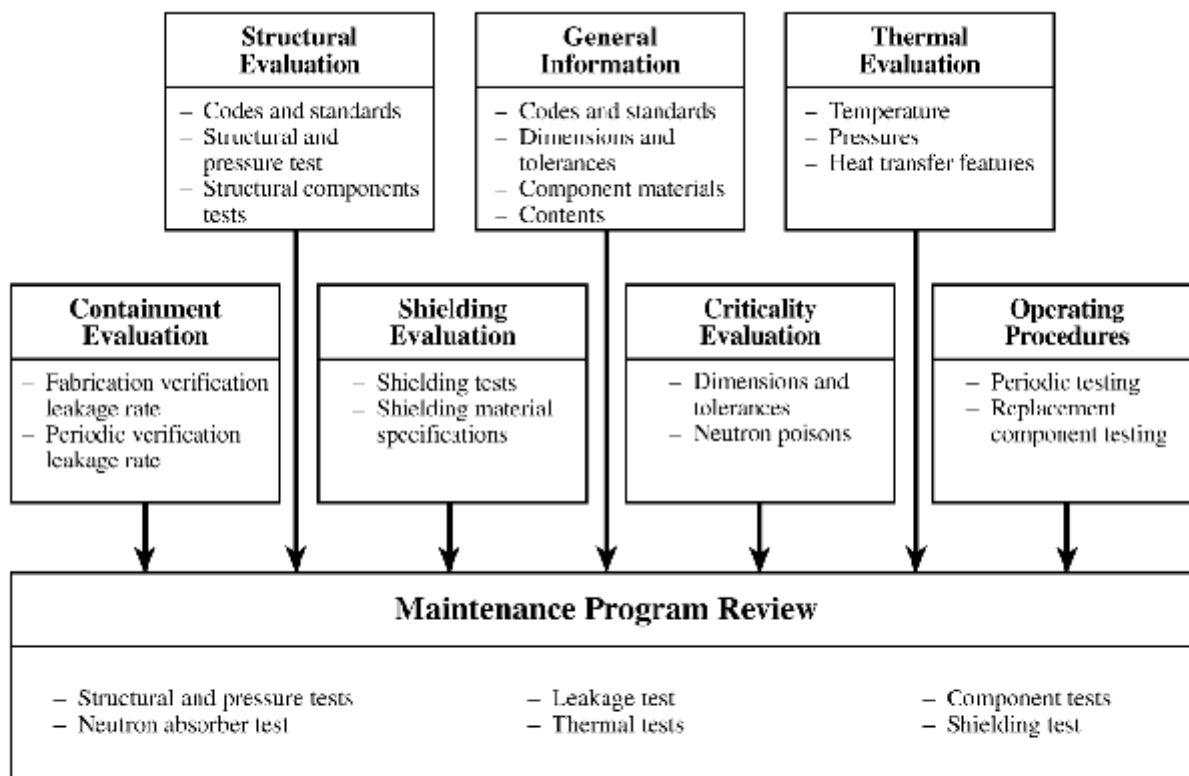 Structural
Evaluation
– Codes and standards
– Structural and
pressure test
– Structural components
tests
General
Information
– Codes and standards
– Dimensions and
tolerances
– Component materials
– Contents
Thermal
Evaluation
– Temperature
– Pressures
– Heat transfer features
Containment
Evaluation
– Fabrication verification
leakage rate
– Periodic verification
leakage rate
Shielding
Evaluation
– Shielding tests
– Shielding material
specifications
Criticality
Evaluation
– Dimensions and
tolerances
– Neutron poisons
Operating
Procedures
– Periodic testing
– Replacement
component testing
Maintenance Program Review
– Structural and pressure tests
– Neutron absorber test
– Leakage test
– Thermal tests
– Component tests
– Shielding test